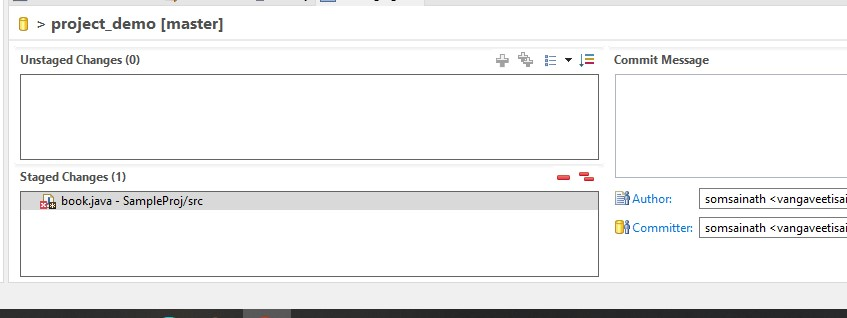 > project_demo [master]
Unstaged Changes (0)
Commit Message
Staged Changes (1)
book.java - SampleProj/src
Author: somsainath <vangaveetisai
Committer: somsainath <vangaveetisai